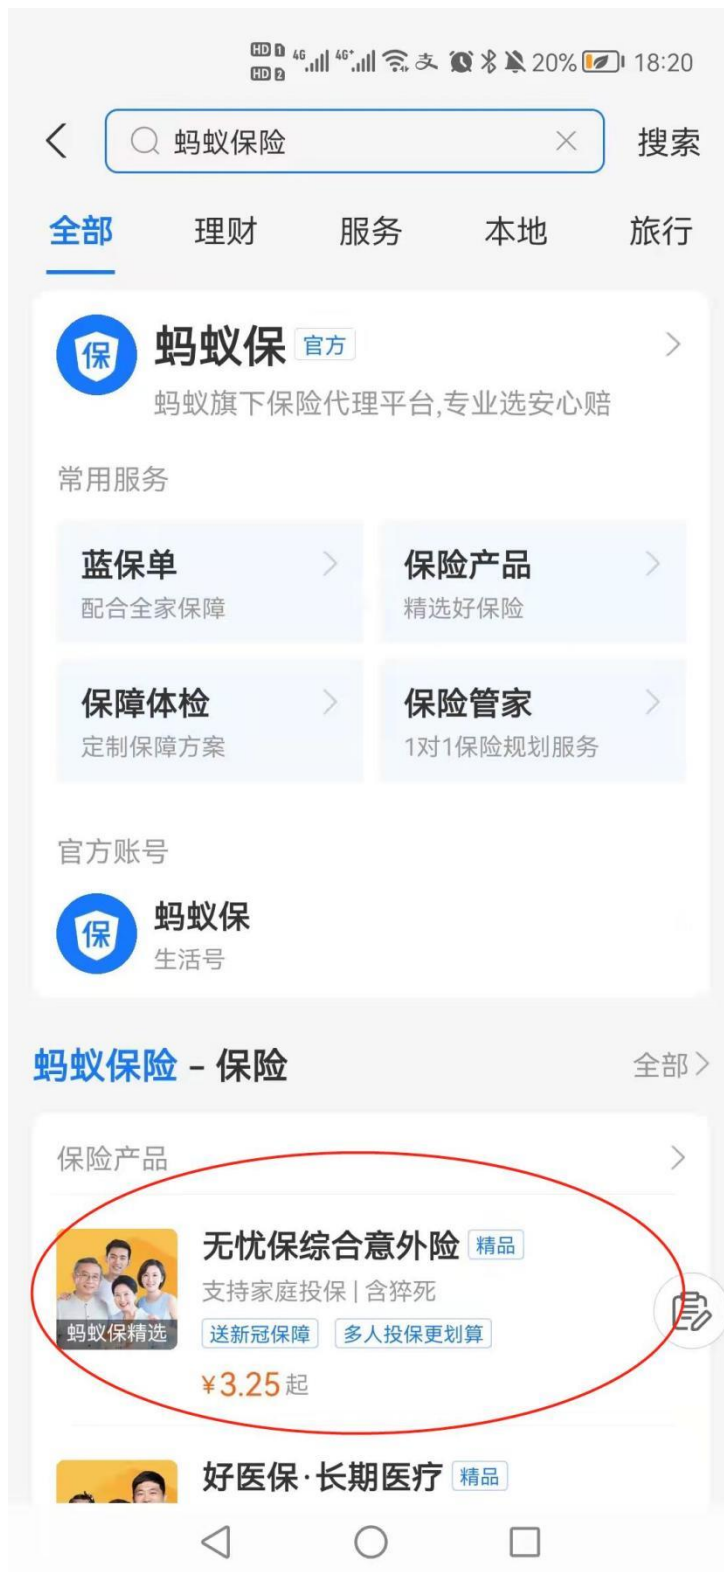 HD 1 4G 4G+ 支 20% 18:20
HD 2
蚂蚁保险 搜索
全部 理财 服务 本地 旅行
保 蚂蚁保 官方
蚂蚁旗下保险代理平台,专业选安心赔
常用服务
蓝保单 保险产品
配合全家保障 精选好保险
保障体检 保险管家
定制保障方案 1对1保险规划服务
官方账号
保 蚂蚁保
生活号
蚂蚁保险 – 保险 全部
保险产品
无忧保综合意外险 精品
支持家庭投保 | 含猝死
蚂蚁保精选 送新冠保障 多人投保更划算
¥3.25起
好医保·长期医疗 精品